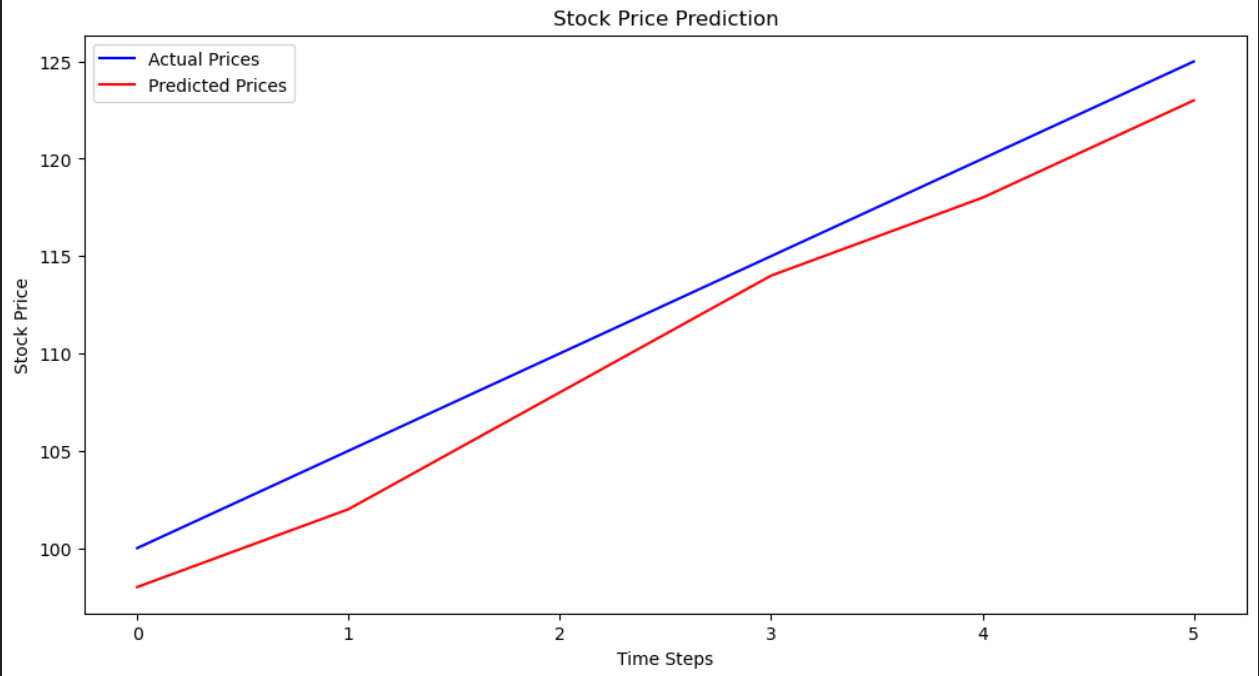 Stock Price Prediction
Actual Prices
Predicted Prices
125
120
115
110
105
100
Stock Price
0 1 2 3 4 5
Time Steps